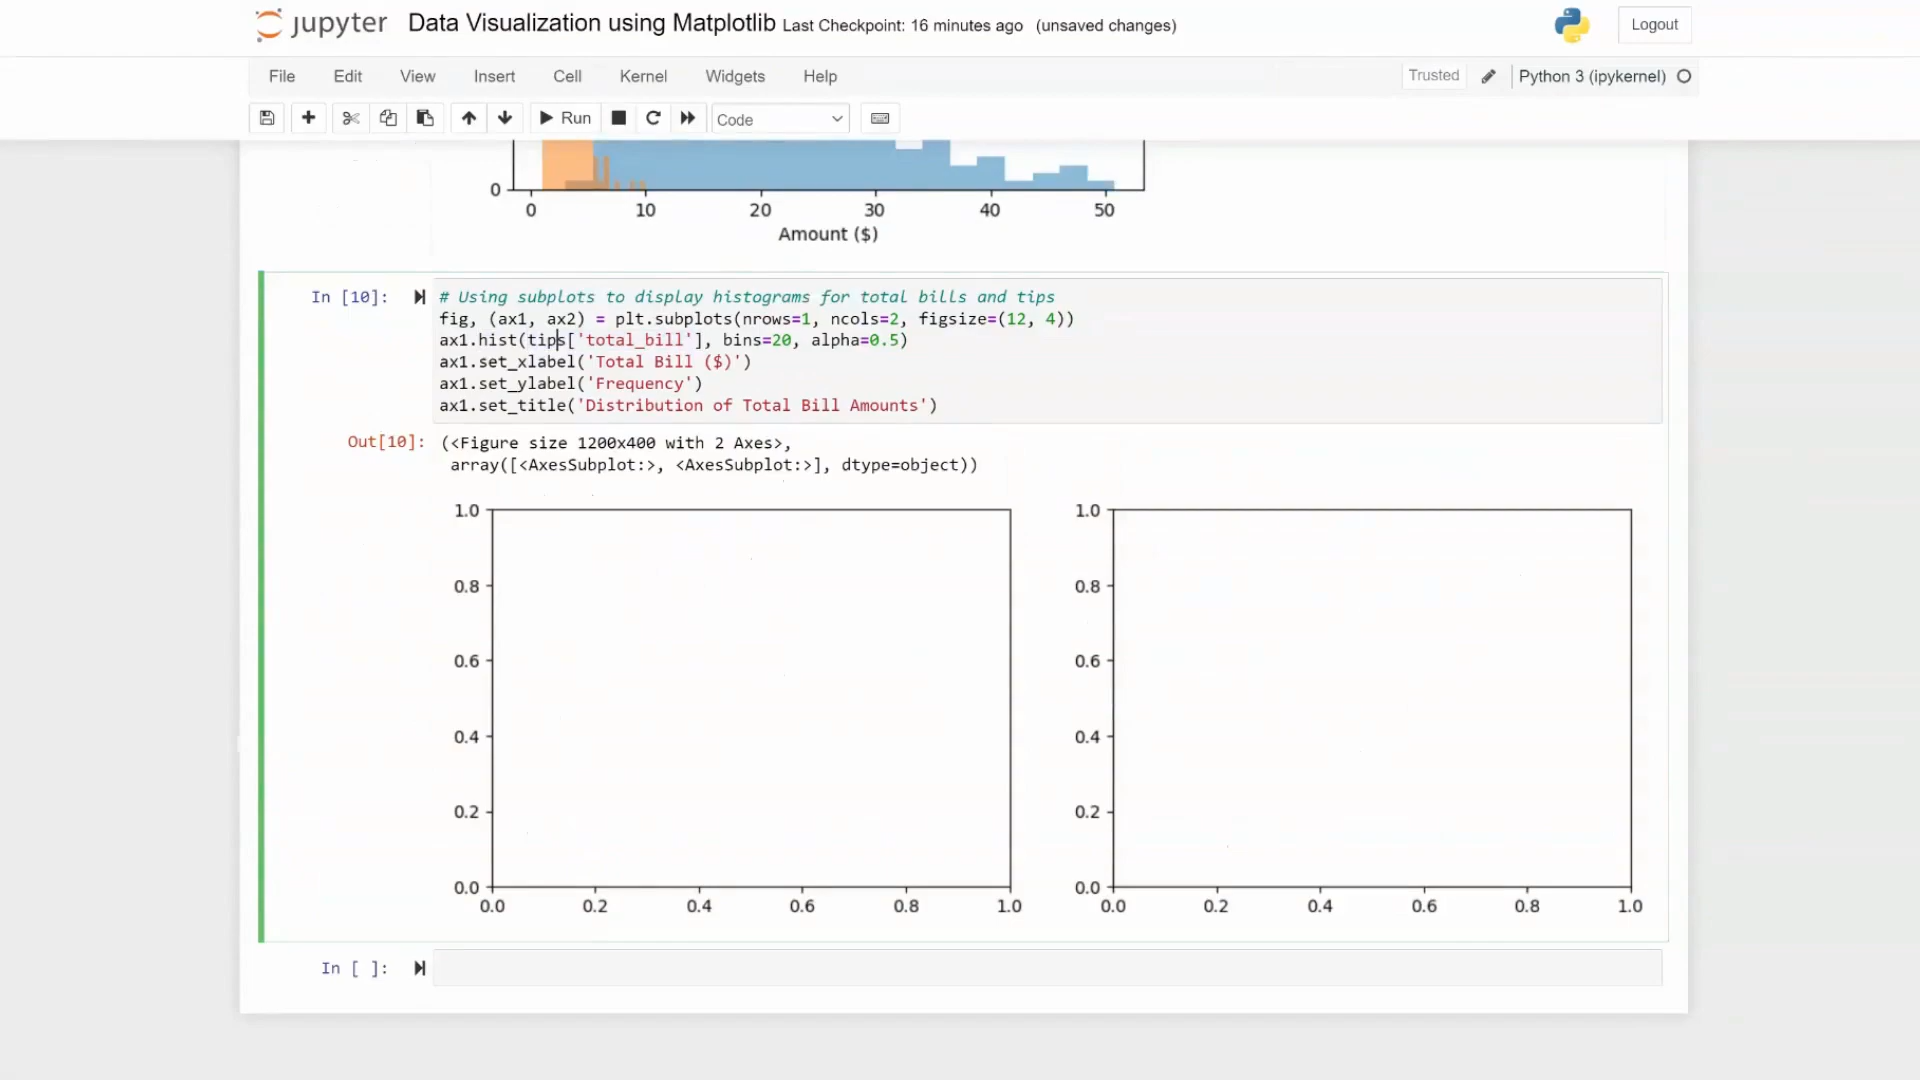 jupyter Data Visualization using Matplotlib Last Checkpoint: 16 minutes ago (unsaved changes) Logout
File Edit View Insert Cell Kernel Widgets Help Trusted Python 3 (ipykernel)
Run Code
0
0 10 20 30 40 50
Amount ($)
In [10]: # Using subplots to display histograms for total bills and tips
fig, (ax1, ax2) = plt.subplots(nrows=1, ncols=2, figsize=(12, 4))
ax1.hist(tips['total_bill'], bins=20, alpha=0.5)
ax1.set_xlabel('Total Bill ($)')
ax1.set_ylabel('Frequency')
ax1.set_title('Distribution of Total Bill Amounts')
Out[10]: (<Figure size 1200x400 with 2 Axes>,
array([<AxesSubplot:>, <AxesSubplot:>], dtype=object))
1.0 1.0
0.8 0.8
0.6 0.6
0.4 0.4
0.2 0.2
0.0 0.0
0.0 0.2 0.4 0.6 0.8 1.0 0.0 0.2 0.4 0.6 0.8 1.0
In [ ]: